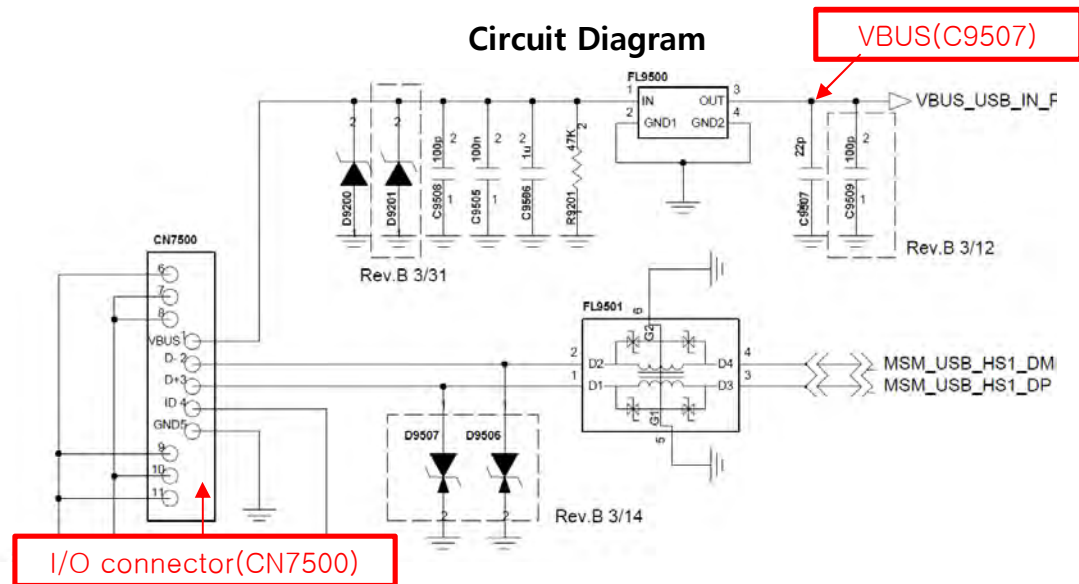 Circuit Diagram
VBUS(C9507)
FL9500
1 IN OUT 3
2 GND1 GND2 4
VBUS_USB_IN_P
2
D9200
2
D9201
100p
2
C9508
1
100n
2
C9505
1
1u
2
C9506
1
47K
2
R9201
22p
C9507
100p
2
C9509
1
Rev.B 3/31
Rev.B 3/12
CN7500
6
7
8
VBUS 1
D- 2
D+ 3
ID 4
GND 5
9
10
11
FL9501
6
G2
2 D2 D4 4
1 D1 D3 3
G1
5
MSM_USB_HS1_DM
MSM_USB_HS1_DP
D9507
D9506
2
2
Rev.B 3/14
I/O connector(CN7500)